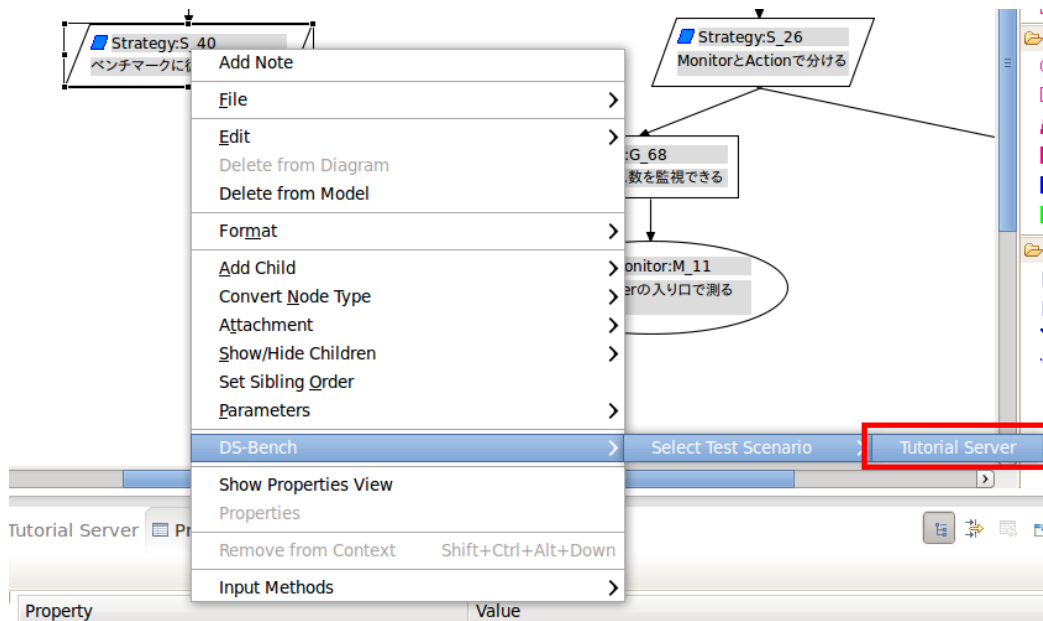 Strategy:S_40
ベンチマークに
Strategy:S_26
MonitorとActionで分ける
Add Note
File
Edit
Delete from Diagram
Delete from Model
:G_68
数を監視できる
Format
Add Child
onitor:M_11
Convert Node Type
erの入り口で測る
Attachment
Show/Hide Children
Set Sibling Order
Parameters
DS-Bench
Select Test Scenario
Tutorial Server
Show Properties View
Properties
Tutorial Server
Pr
Remove from Context Shift+Ctrl+Alt+Down
Input Methods
Property Value